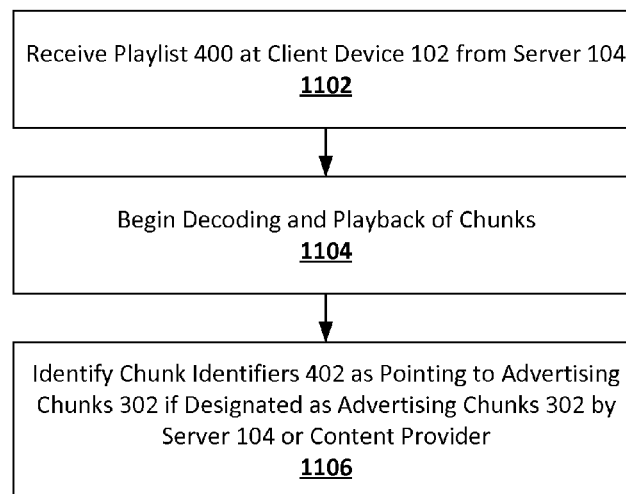 Receive Playlist 400 at Client Device 102 from Server 104
1102
Begin Decoding and Playback of Chunks
1104
Identify Chunk Identifiers 402 as Pointing to Advertising
Chunks 302 if Designated as Advertising Chunks 302 by
Server 104 or Content Provider
1106